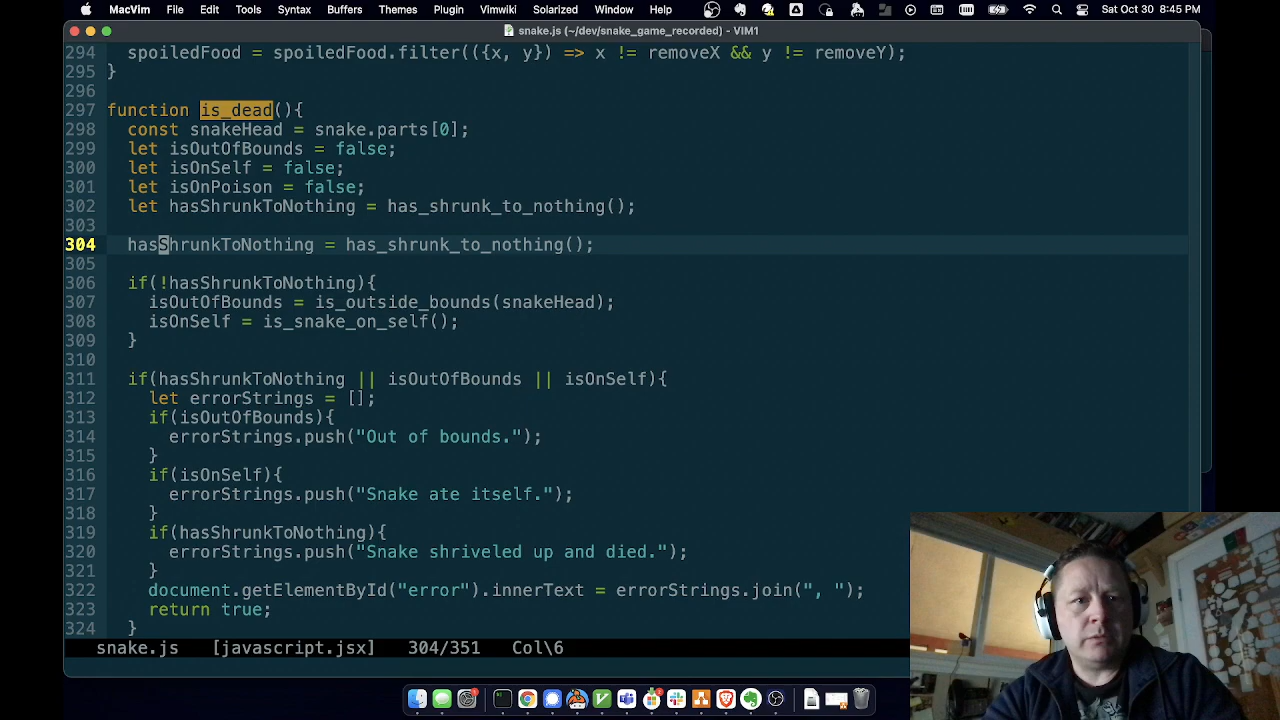 MacVim File Edit Tools Syntax Buffers Themes Plugin Vimwiki Solarized Window Help Sat Oct 30 8:45 PM
snake.js (~/dev/snake_game_recorded) - VIM1
294 spoiledFood = spoiledFood.filter(({x, y}) => x != removeX && y != removeY);
295 }
296
297 function is_dead(){
298 const snakeHead = snake.parts[0];
299 let isOutOfBounds = false;
300 let isOnSelf = false;
301 let isOnPoison = false;
302 let hasShrunkToNothing = has_shrunk_to_nothing();
303
304 hasShrunkToNothing = has_shrunk_to_nothing();
305
306 if(!hasShrunkToNothing){
307 isOutOfBounds = is_outside_bounds(snakeHead);
308 isOnSelf = is_snake_on_self();
309 }
310
311 if(hasShrunkToNothing || isOutOfBounds || isOnSelf){
312 let errorStrings = [];
313 if(isOutOfBounds){
314 errorStrings.push("Out of bounds.");
315 }
316 if(isOnSelf){
317 errorStrings.push("Snake ate itself.");
318 }
319 if(hasShrunkToNothing){
320 errorStrings.push("Snake shriveled up and died.");
321 }
322 document.getElementById("error").innerText = errorStrings.join(", ");
323 return true;
324 }
snake.js [javascript.jsx] 304/351 Col\6